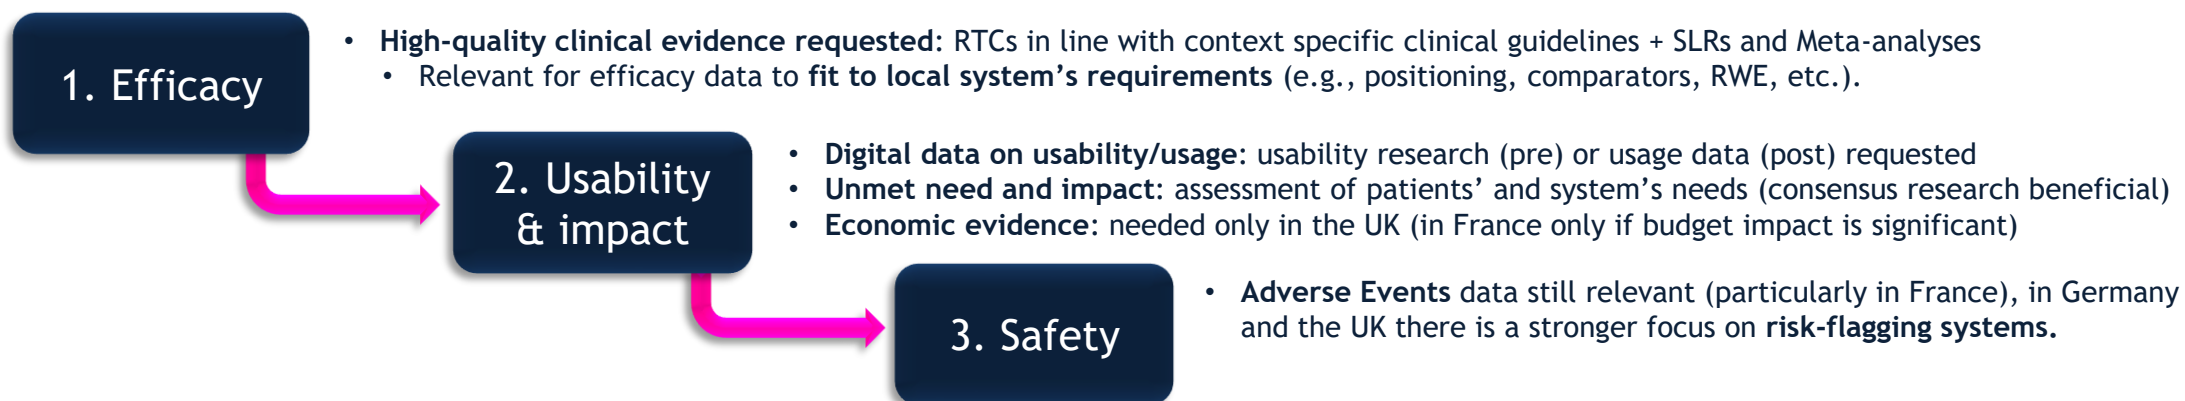 1. Efficacy
• High-quality clinical evidence requested: RTCs in line with context specific clinical guidelines + SLRs and Meta-analyses
• Relevant for efficacy data to fit to local system’s requirements (e.g., positioning, comparators, RWE, etc.).
2. Usability
& impact
• Digital data on usability/usage: usability research (pre) or usage data (post) requested
• Unmet need and impact: assessment of patients’ and system’s needs (consensus research beneficial)
• Economic evidence: needed only in the UK (in France only if budget impact is significant)
3. Safety
• Adverse Events data still relevant (particularly in France), in Germany
and the UK there is a stronger focus on risk-flagging systems.